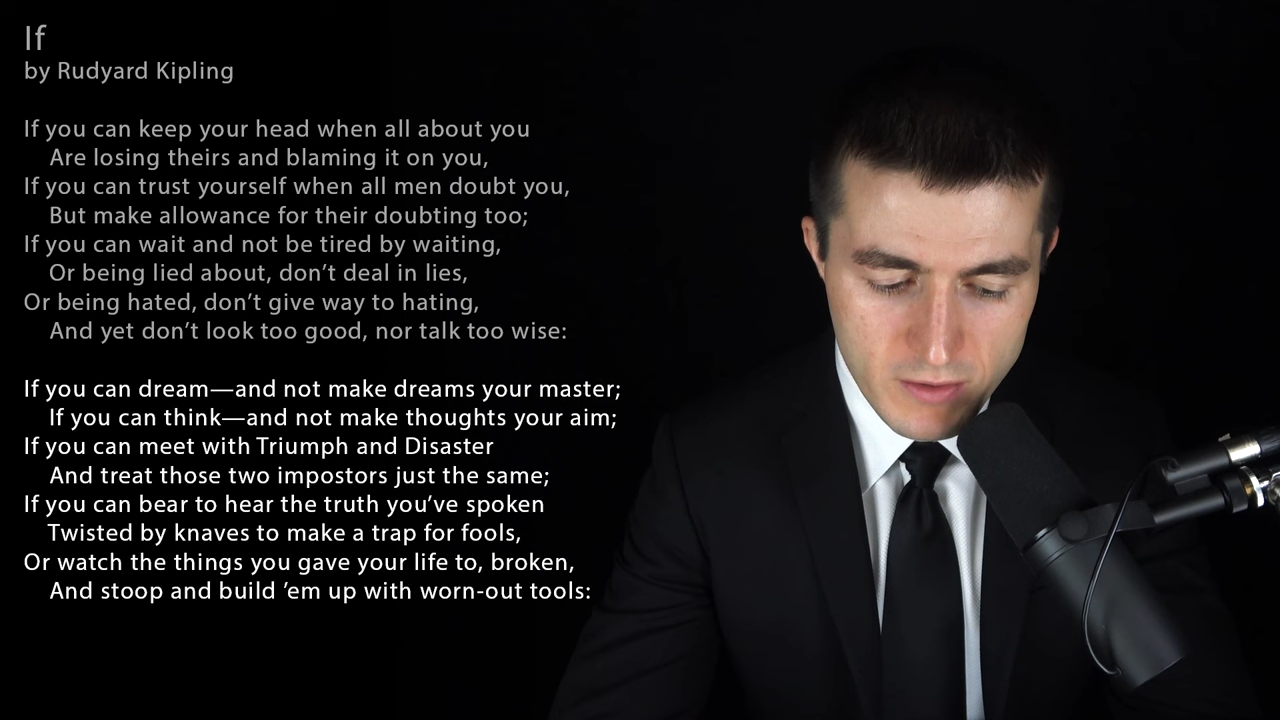 If
by Rudyard Kipling
If you can keep your head when all about you
Are losing theirs and blaming it on you,
If you can trust yourself when all men doubt you,
But make allowance for their doubting too;
If you can wait and not be tired by waiting,
Or being lied about, don’t deal in lies,
Or being hated, don’t give way to hating,
And yet don’t look too good, nor talk too wise:
If you can dream—and not make dreams your master;
If you can think—and not make thoughts your aim;
If you can meet with Triumph and Disaster
And treat those two impostors just the same;
If you can bear to hear the truth you’ve spoken
Twisted by knaves to make a trap for fools,
Or watch the things you gave your life to, broken,
And stoop and build ’em up with worn-out tools: